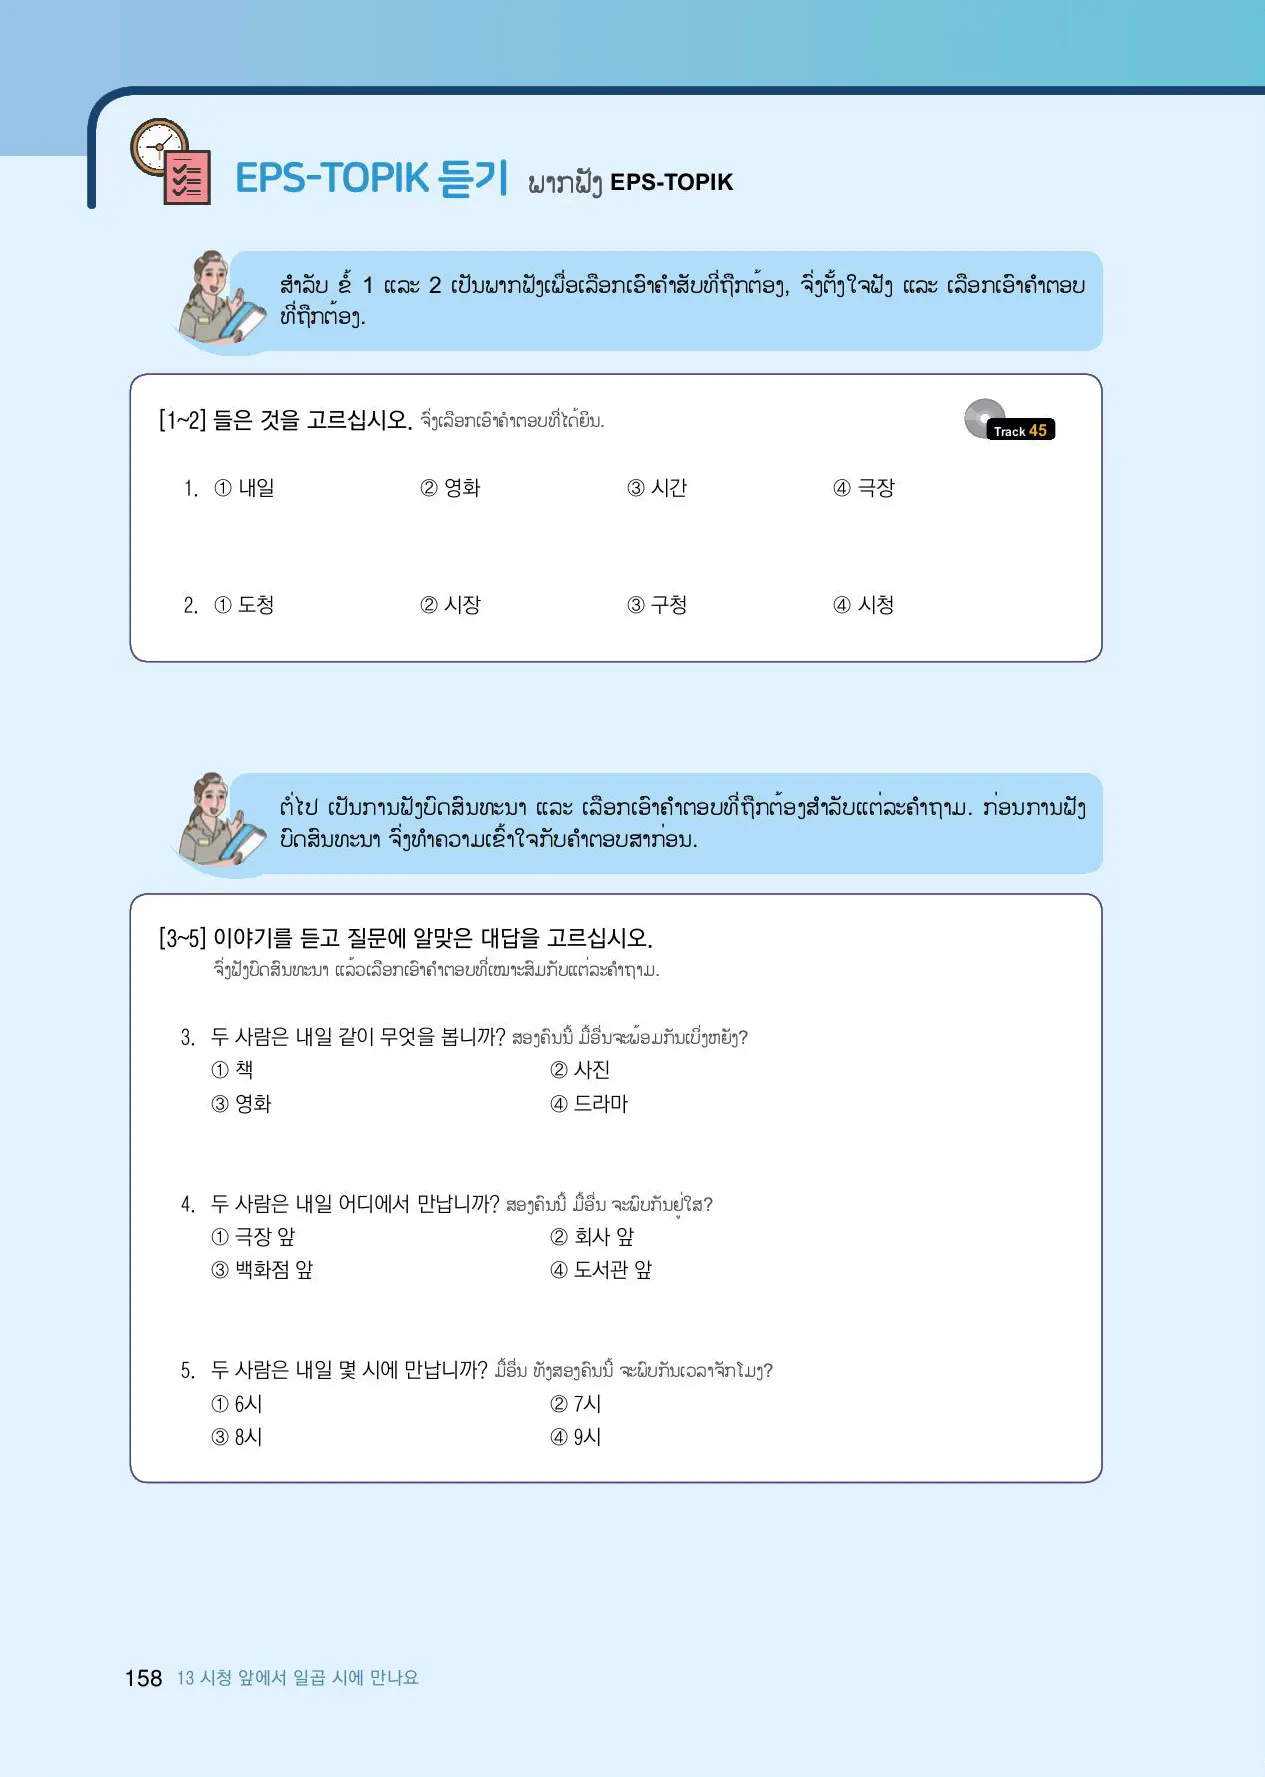 EPS-TOPIK 듣기 ພາກຟັງ EPS-TOPIK
ສຳລັບ ຂໍ້ 1 ແລະ 2 ເປັນພາກຟັງເພື່ອເລືອກເອົາຄຳສັບທີ່ຖືກຕ້ອງ, ຈົ່ງຕັ້ງໃຈຟັງ ແລະ ເລືອກເອົາຄຳຕອບ
ທີ່ຖືກຕ້ອງ.
[1~2] 들은 것을 고르십시오. ຈົ່ງເລືອກເອົາຄຳຕອບທີ່ໄດ້ຍິນ.
Track 45
1. ① 내일 ② 영화 ③ 시간 ④ 극장
2. ① 도청 ② 시장 ③ 구청 ④ 시청
ຕໍ່ໄປ ເປັນການຟັງບົດສົນທະນາ ແລະ ເລືອກເອົາຄຳຕອບທີ່ຖືກຕ້ອງສຳລັບແຕ່ລະຄຳຖາມ. ກ່ອນການຟັງ
ບົດສົນທະນາ ຈົ່ງທຳຄວາມເຂົ້າໃຈກັບຄຳຕອບສາກ່ອນ.
[3~5] 이야기를 듣고 질문에 알맞은 대답을 고르십시오.
ຈົ່ງຟັງບົດສົນທະນາ ແລ້ວເລືອກເອົາຄຳຕອບທີ່ເໝາະສົມກັບແຕ່ລະຄຳຖາມ.
3. 두 사람은 내일 같이 무엇을 봅니까? ສອງຄົນນີ້ ມື້ອື່ນຈະພ້ອມກັນເບິ່ງຫຍັງ?
① 책 ② 사진
③ 영화 ④ 드라마
4. 두 사람은 내일 어디에서 만납니까? ສອງຄົນນີ້ ມື້ອື່ນ ຈະພົບກັນຢູ່ໃສ?
① 극장 앞 ② 회사 앞
③ 백화점 앞 ④ 도서관 앞
5. 두 사람은 내일 몇 시에 만납니까? ມື້ອື່ນ ທັງສອງຄົນນີ້ ຈະພົບກັນເວລາຈັກໂມງ?
① 6시 ② 7시
③ 8시 ④ 9시
158 13 시청 앞에서 일곱 시에 만나요